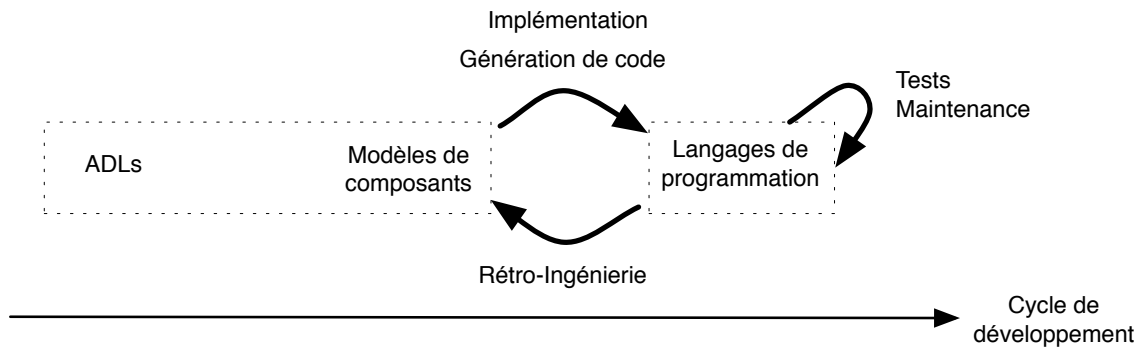 Implémentation
Génération de code
Tests
Maintenance
ADLs
Modèles de
composants
Langages de
programmation
Rétro-Ingénierie
Cycle de
développement